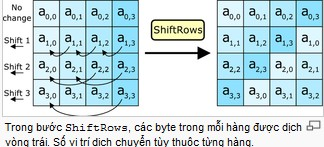 No change a0,0 a0,1 a0,2 a0,3
Shift 1 a1,0 a1,1 a1,2 a1,3
Shift 2 a2,0 a2,1 a2,2 a2,3
Shift 3 a3,0 a3,1 a3,2 a3,3
ShiftRows
a0,0 a0,1 a0,2 a0,3
a1,1 a1,2 a1,3 a1,0
a2,2 a2,3 a2,0 a2,1
a3,3 a3,0 a3,1 a3,2
Trong bước ShiftRows, các byte trong mỗi hàng được dịch
vòng trái. Số vị trí dịch chuyển tùy thuộc từng hàng.